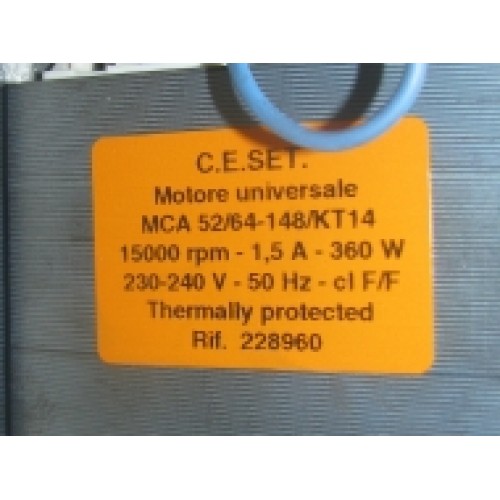 C.E.SET.
Motore universale
MCA 52/64-148/KT14
15000 rpm - 1,5 A - 360 W
230-240 V - 50 Hz - cl F/F
Thermally protected
Rif. 228960